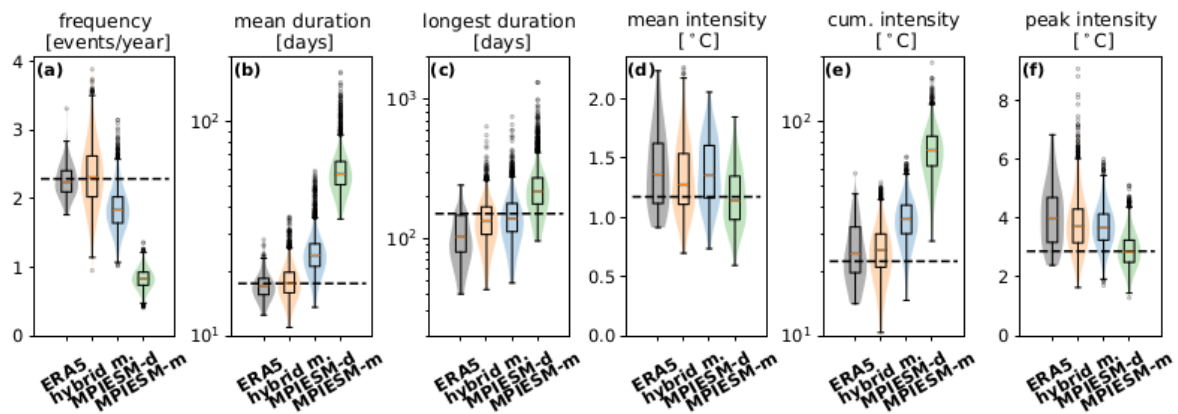 frequency
[events/year]
mean duration
[days]
longest duration
[days]
mean intensity
[°C]
cum. intensity
[°C]
peak intensity
[°C]
(a)
4
3
2
1
0
ERA5
hybrid m.
MPIESM-d
MPIESM-m
(b)
10²
10¹
ERA5
hybrid m.
MPIESM-d
MPIESM-m
(c)
10³
10²
ERA5
hybrid m.
MPIESM-d
MPIESM-m
(d)
2.0
1.5
1.0
0.5
0.0
ERA5
hybrid m.
MPIESM-d
MPIESM-m
(e)
10²
10¹
ERA5
hybrid m.
MPIESM-d
MPIESM-m
(f)
8
6
4
2
0
ERA5
hybrid m.
MPIESM-d
MPIESM-m